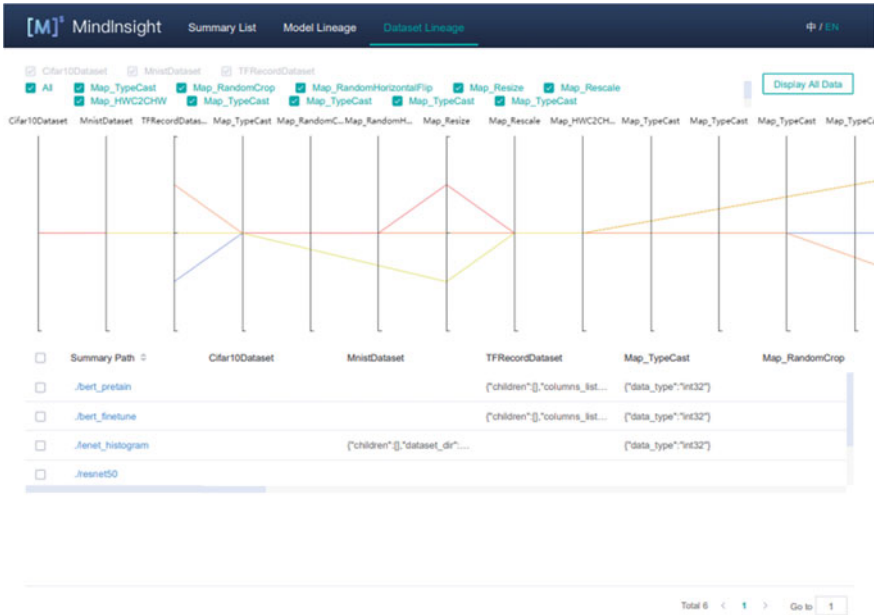 [M]ˢ MindInsight Summary List Model Lineage Dataset Lineage 中 / EN
Cifar10Dataset MnistDataset TFRecordDataset
All Map_TypeCast Map_RandomCrop Map_RandomHorizontalFlip Map_Resize Map_Rescale
Map_HWC2CHW Map_TypeCast Map_TypeCast Map_TypeCast Map_TypeCast
Display All Data
Cifar10Dataset MnistDataset TFRecordDatas... Map_TypeCast Map_RandomC... Map_RandomH... Map_Resize Map_Rescale Map_HWC2CH... Map_TypeCast Map_TypeCast Map_TypeCast Map_TypeCa
Summary Path Cifar10Dataset MnistDataset TFRecordDataset Map_TypeCast Map_RandomCrop
./bert_pretain {"children":[],"columns_list... {"data_type":"int32"}
./bert_finetune {"children":[],"columns_list... {"data_type":"int32"}
./lenet_histogram {"children":[],"dataset_dir":... {"data_type":"int32"}
./resnet50
Total 6 < 1 > Go to 1